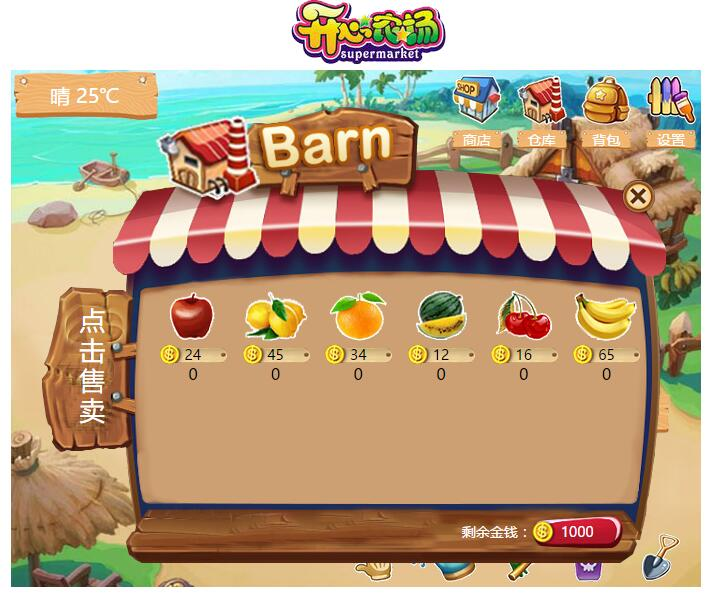 开心农场
supermarket
晴 25℃
SHOP
商店 仓库 背包 设置
Barn
点击售卖
24 45 34 12 16 65
0 0 0 0 0 0
剩余金钱： 1000